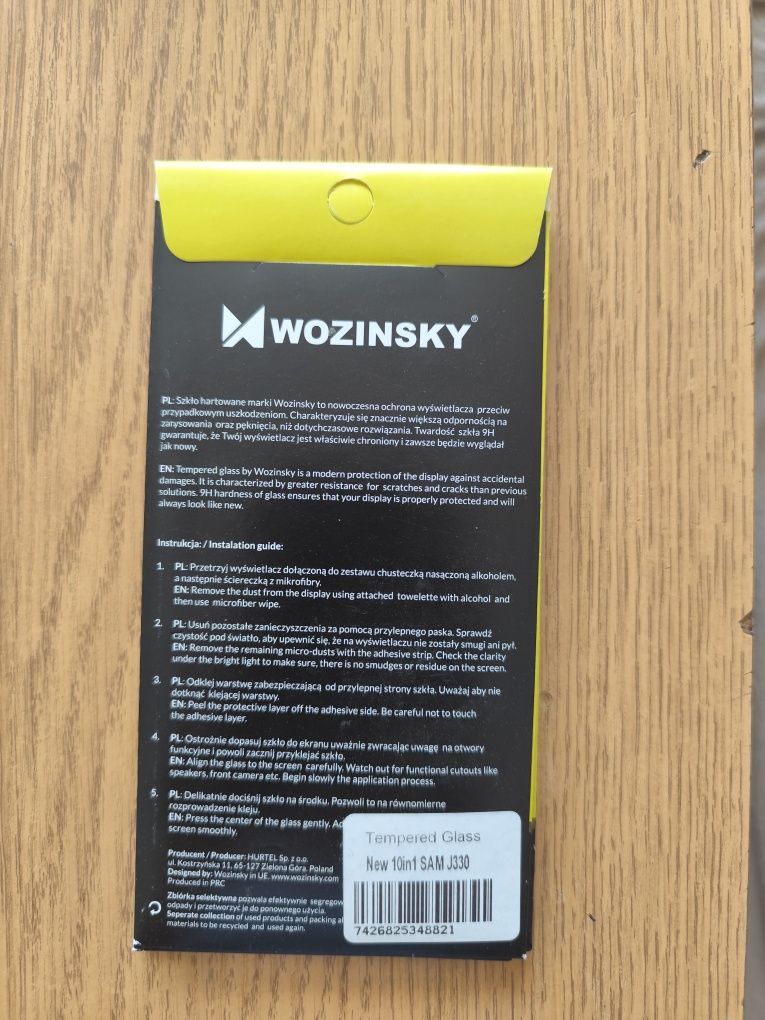 WOZINSKY®
PL: Szkło hartowane marki Wozinsky to nowoczesna ochrona wyświetlacza przeciw
przypadkowym uszkodzeniom. Charakteryzuje się znacznie większą odpornością na
zarysowania oraz pęknięcia, niż dotychczasowe rozwiązania. Twardość szkła 9H
gwarantuje, że Twój wyświetlacz jest właściwie chroniony i zawsze będzie wyglądał
jak nowy.
EN: Tempered glass by Wozinsky is a modern protection of the display against accidental
damages. It is characterized by greater resistance for scratches and cracks than previous
solutions. 9H hardness of glass ensures that your display is properly protected and will
always look like new.
Instrukcja: / Instalation guide:
1. PL: Przetrzyj wyświetlacz dołączoną do zestawu chusteczką nasączoną alkoholem,
a następnie ściereczką z mikrofibry.
EN: Remove the dust from the display using attached towelette with alcohol and
then use microfiber wipe.
2. PL: Usuń pozostałe zanieczyszczenia za pomocą przylepnego paska. Sprawdź
czystość pod światło, aby upewnić się, że na wyświetlaczu nie zostały smugi ani pył.
EN: Remove the remaining micro-dusts with the adhesive strip. Check the clarity
under the bright light to make sure, there is no smudges or residue on the screen.
3. PL: Odklej warstwę zabezpieczającą od przylepnej strony szkła. Uważaj aby nie
dotknąć klejącej warstwy.
EN: Peel the protective layer off the adhesive side. Be careful not to touch
the adhesive layer.
4. PL: Ostrożnie dopasuj szkło do ekranu uważnie zwracając uwagę na otwory
funkcyjne i powoli zacznij przyklejać szkło.
EN: Align the glass to the screen carefully. Watch out for functional cutouts like
speakers, front camera etc. Begin slowly the application process.
5. PL: Delikatnie dociśnij szkło na środku. Pozwoli to na równomierne
rozprowadzenie kleju.
EN: Press the center of the glass gently. Ad
screen smoothly.
Producent / Producer: HURTEL Sp. z o.o.
ul. Kostrzyńska 11, 65-127 Zielona Góra, Poland
Designed by: Wozinsky in UE. www.wozinsky.com
Produced in PRC
Zbiórka selektywna pozwala efektywnie segregow
odpady i przetworzyć je do ponownego użycia.
Seperate collection of used products and packing al
materials to be recycled and used again.
Tempered Glass
New 10in1 SAM J330
7426825348821